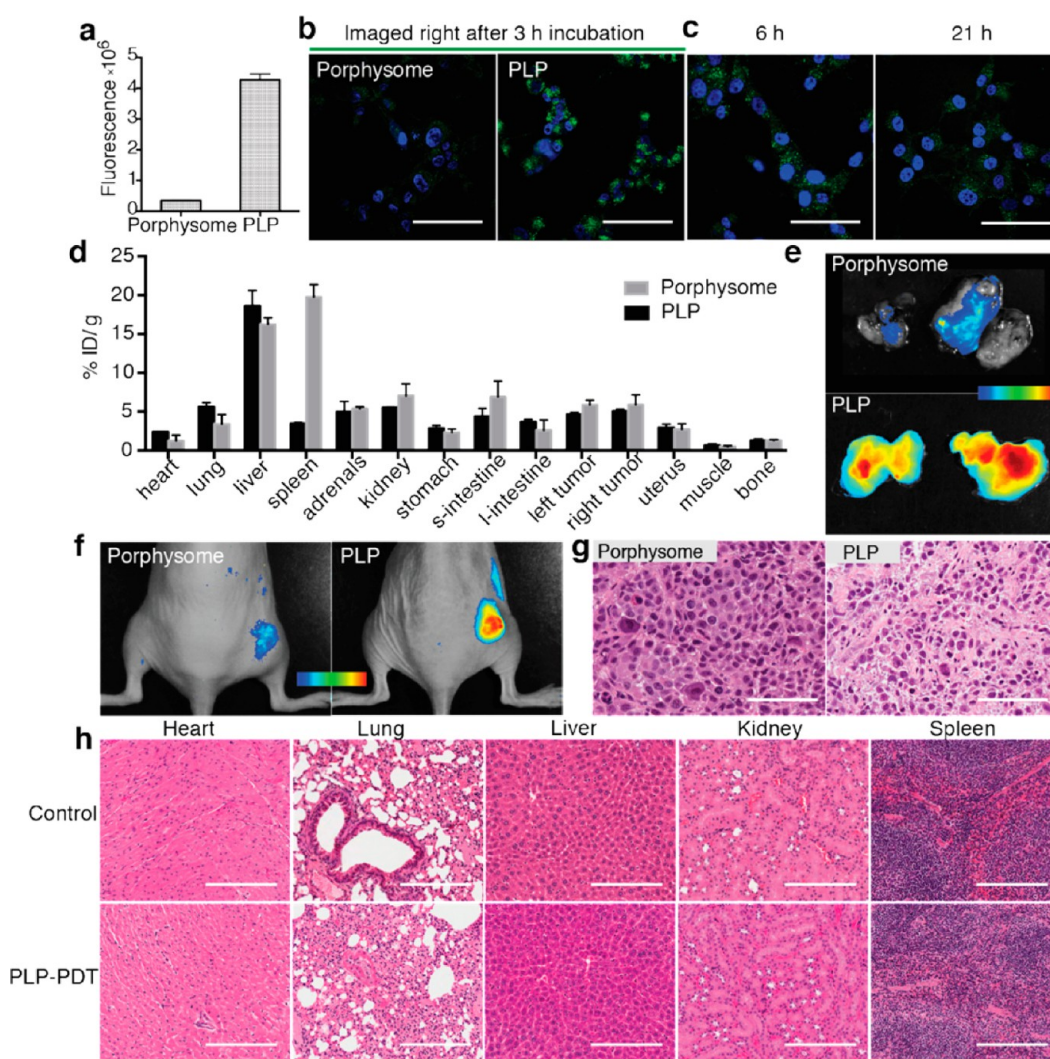 a
Fluorescence ×10⁶
5
4
3
2
1
0
Porphysome PLP
b
Imaged right after 3 h incubation
Porphysome
PLP
c
6 h
21 h
d
% ID/g
25
20
15
10
5
0
Porphysome
PLP
heart
lung
liver
spleen
adrenals
kidney
stomach
s-intestine
l-intestine
left tumor
right tumor
uterus
muscle
bone
e
Porphysome
PLP
f
Porphysome
PLP
g
Porphysome
PLP
h
Heart
Lung
Liver
Kidney
Spleen
Control
PLP-PDT